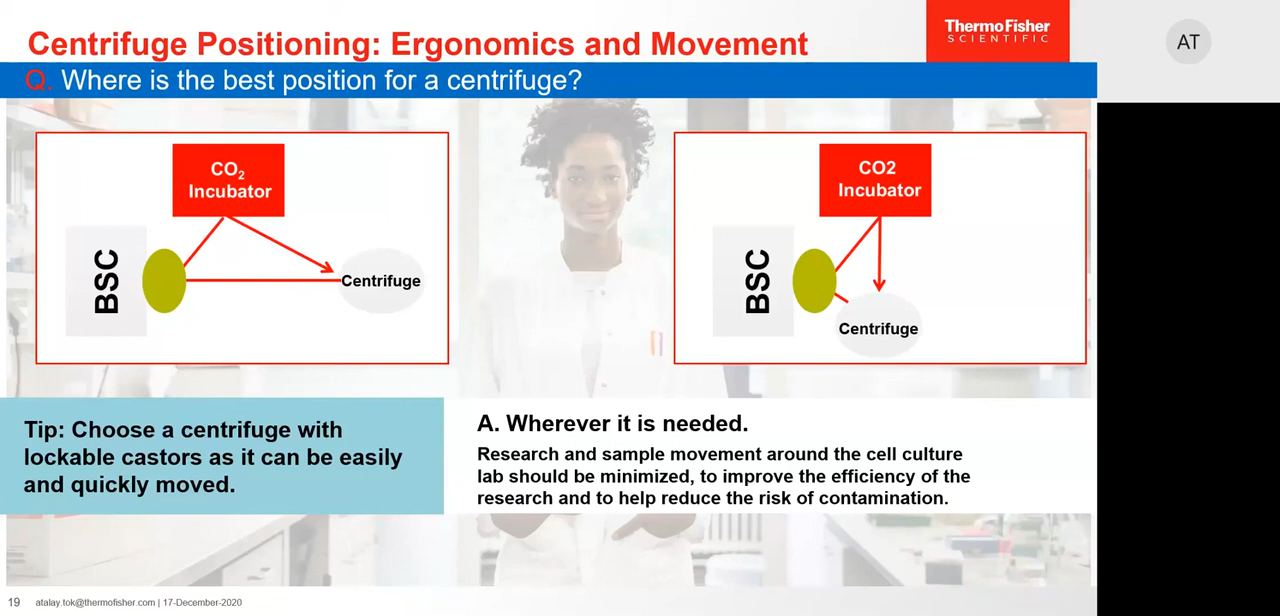 Centrifuge Positioning: Ergonomics and Movement
ThermoFisher
SCIENTIFIC
AT
Q. Where is the best position for a centrifuge?
CO2
Incubator
BSC
Centrifuge
CO2
Incubator
BSC
Centrifuge
Tip: Choose a centrifuge with
lockable castors as it can be easily
and quickly moved.
A. Wherever it is needed.
Research and sample movement around the cell culture
lab should be minimized, to improve the efficiency of the
research and to help reduce the risk of contamination.
19 atalay.tok@thermofisher.com | 17-December-2020